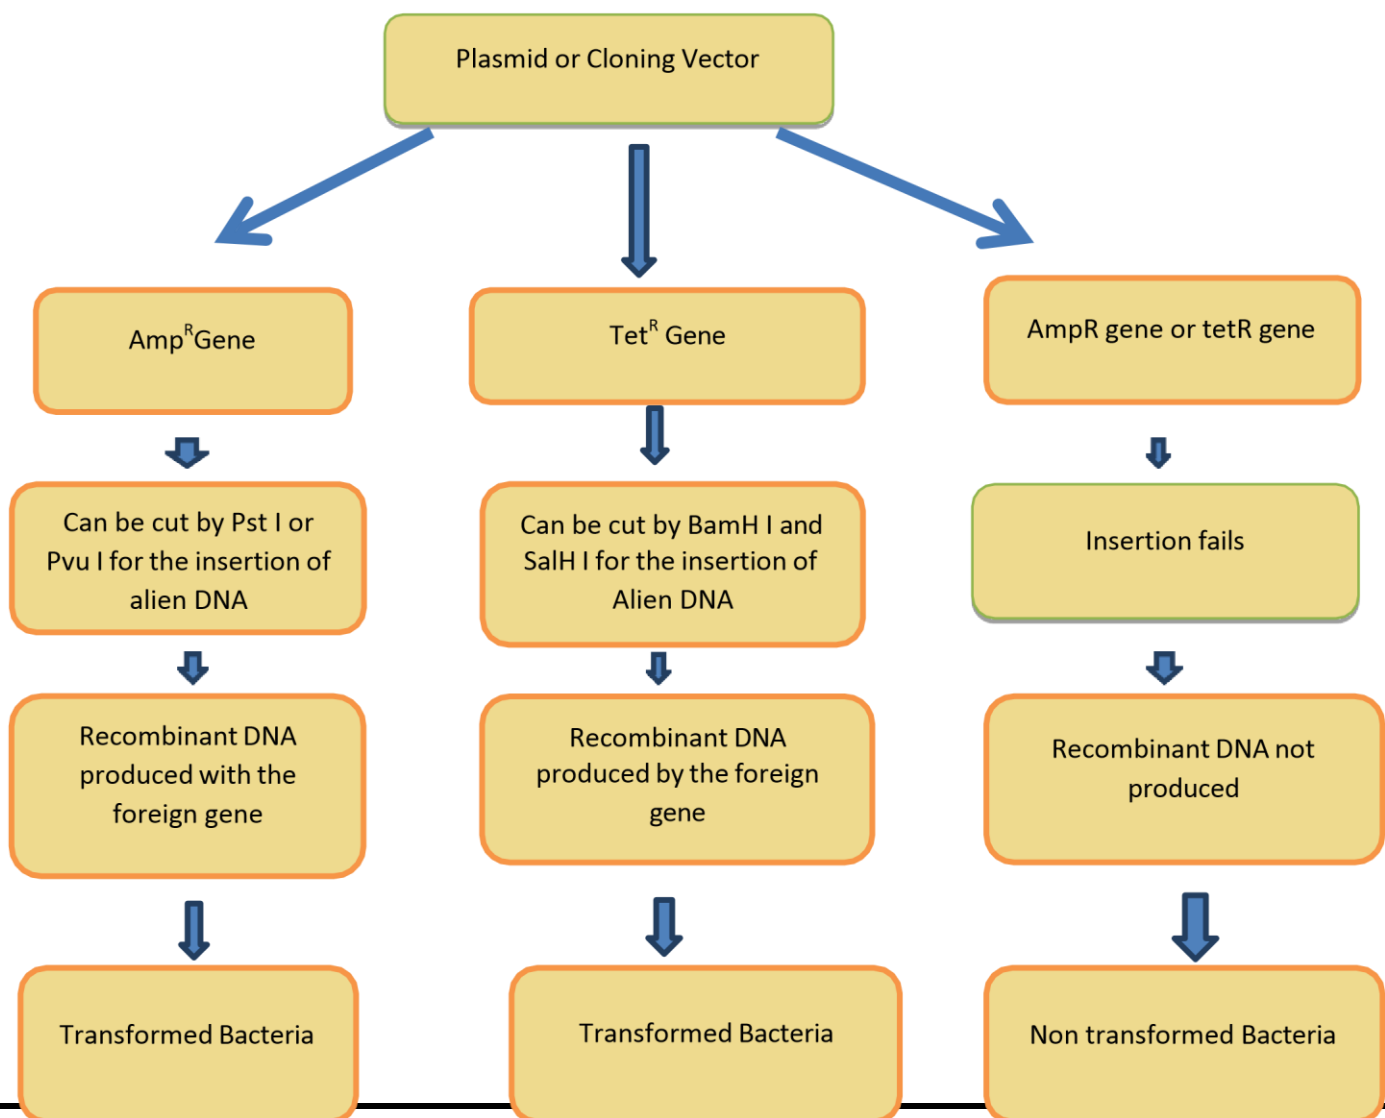 Plasmid or Cloning Vector
Amp^R Gene
Tet^R Gene
AmpR gene or tetR gene
Can be cut by Pst I or
Pvu I for the insertion of
alien DNA
Can be cut by BamH I and
SalH I for the insertion of
Alien DNA
Insertion fails
Recombinant DNA
produced with the
foreign gene
Recombinant DNA
produced by the foreign
gene
Recombinant DNA not
produced
Transformed Bacteria
Transformed Bacteria
Non transformed Bacteria